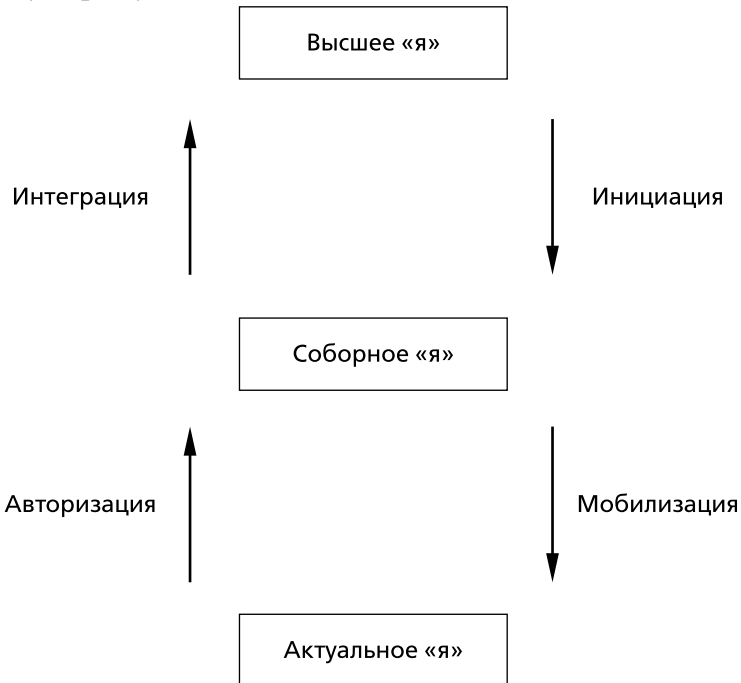 Высшее «я»
Интеграция
Инициация
Соборное «я»
Авторизация
Мобилизация
Актуальное «я»